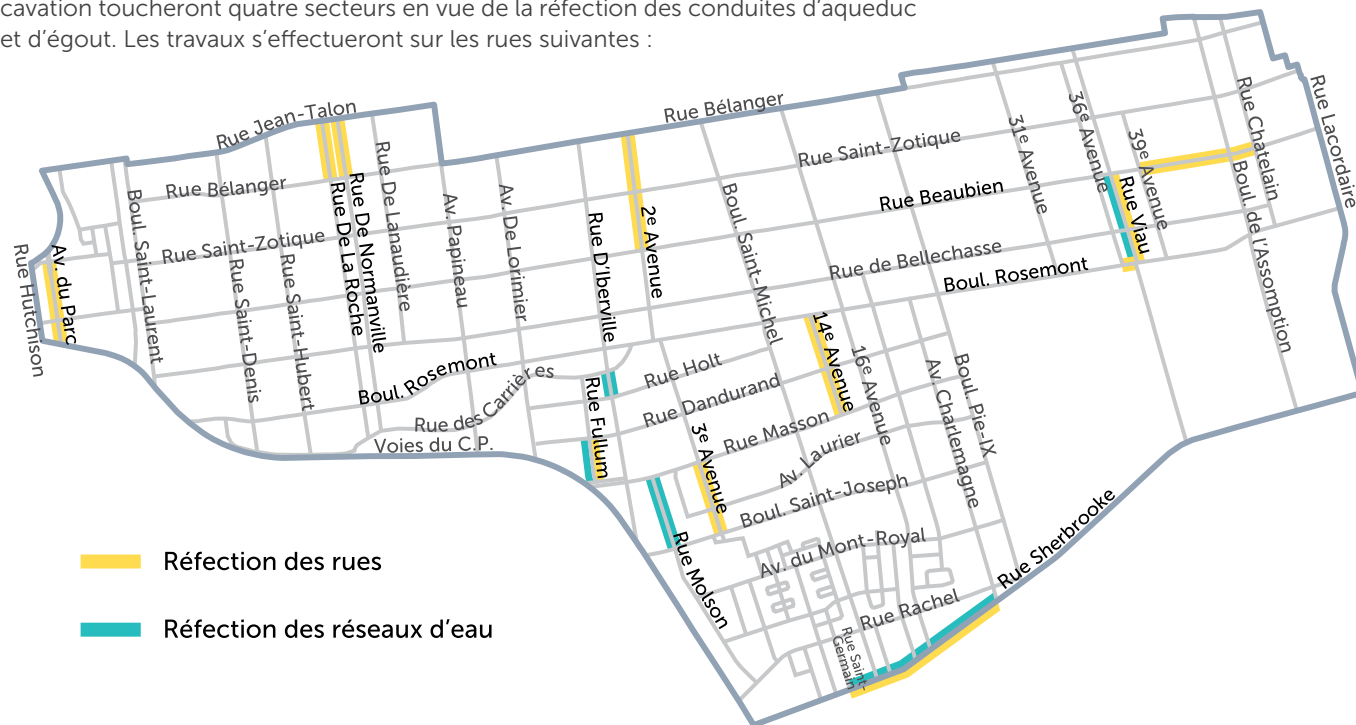 cavation toucheront quatre secteurs en vue de la réfection des conduites d'aqueduc
et d'égout. Les travaux s'effectueront sur les rues suivantes :
Rue Jean-Talon
Rue Bélanger
Rue Lacordaire
Rue Chatelain
36e Avenue
39e Avenue
31e Avenue
Rue Saint-Zotique
Rue De Lanaudière
Rue De Normanville
Rue De La Roche
Rue Bélanger
Boul. Saint-Laurent
Rue Beaubien
Rue Viau
Boul. de l'Assomption
Av. Papineau
Av. De Lorimier
Rue D'Iberville
2e Avenue
Boul. Saint-Michel
Rue Saint-Zotique
Rue Saint-Denis
Rue Saint-Hubert
Rue Hutchison
Av. du Parc
Rue de Bellechasse
Boul. Rosemont
Boul. Rosemont
14e Avenue
16e Avenue
Rue Holt
Rue Dandurand
Rue des Carrières
Voies du C.P.
Rue Fullum
3e Avenue
Rue Masson
Av. Laurier
Av. Charlemagne
Boul. Pie-IX
Boul. Saint-Joseph
Av. du Mont-Royal
Rue Sherbrooke
Rue Molson
Rue Rachel
Rue Saint-
Germain
Réfection des rues
Réfection des réseaux d'eau